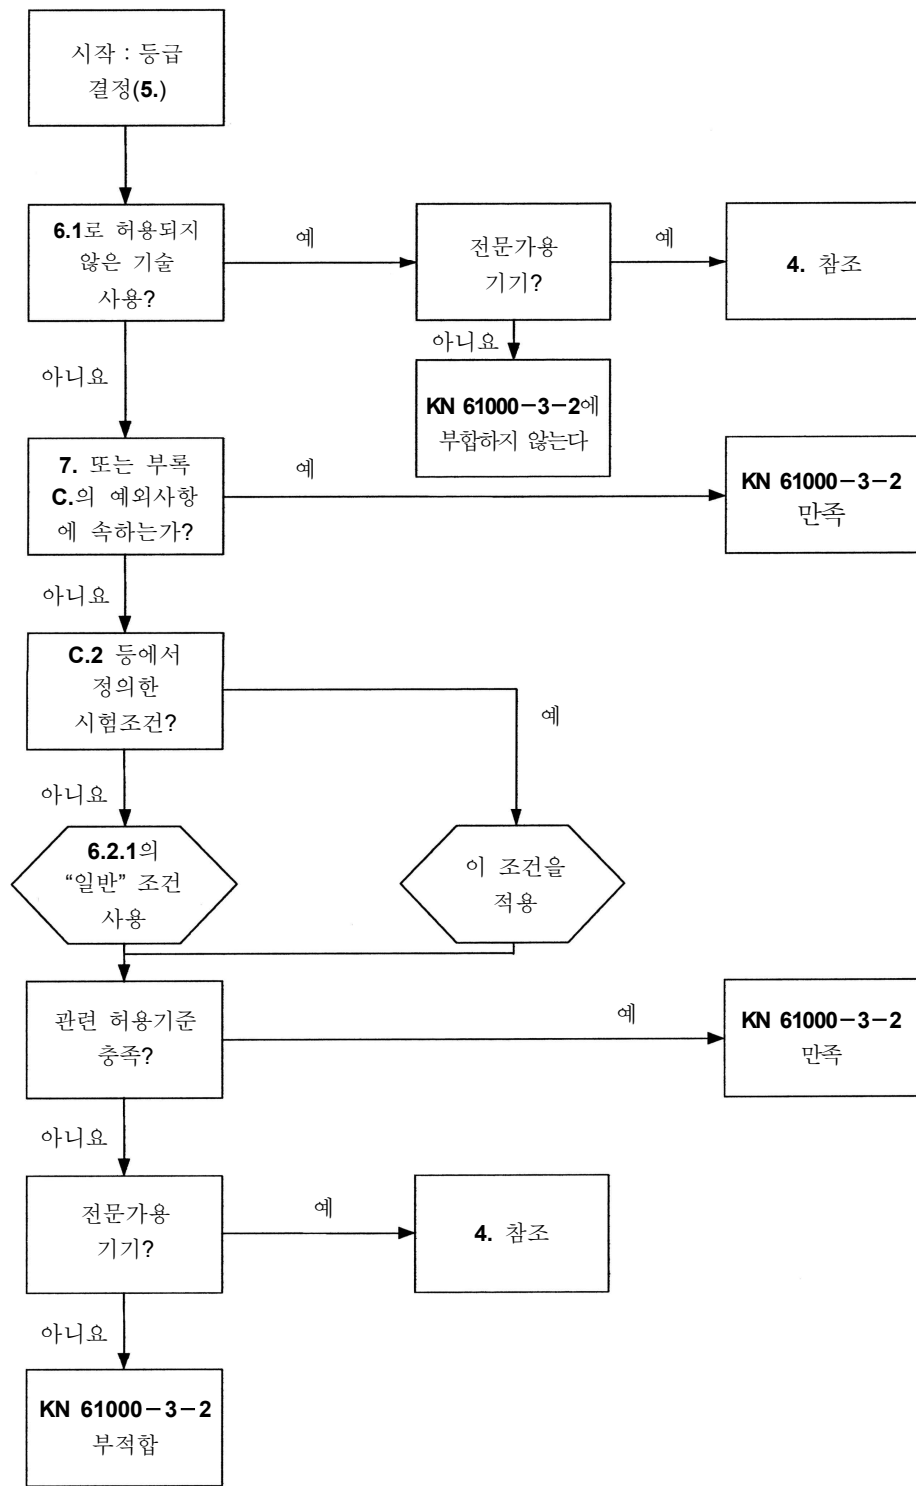 시작 : 등급
결정(5.)
6.1로 허용되지
않은 기술
사용?
예
전문가용
기기?
예
4. 참조
아니요
아니요
KN 61000－3－2에
부합하지 않는다
7. 또는 부록
C.의 예외사항
에 속하는가?
예
KN 61000－3－2
만족
아니요
C.2 등에서
정의한
시험조건?
예
아니요
6.2.1의
“일반” 조건
사용
이 조건을
적용
관련 허용기준
충족?
예
KN 61000－3－2
만족
아니요
전문가용
기기?
예
4. 참조
아니요
KN 61000－3－2
부적합